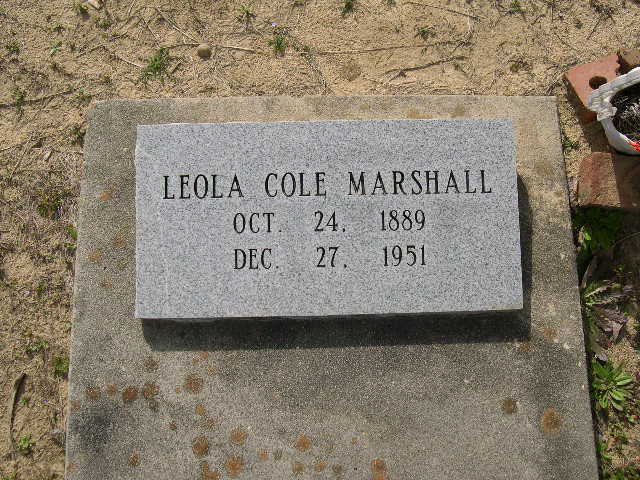 LEOLA COLE MARSHALL
OCT. 24, 1889
DEC. 27, 1951